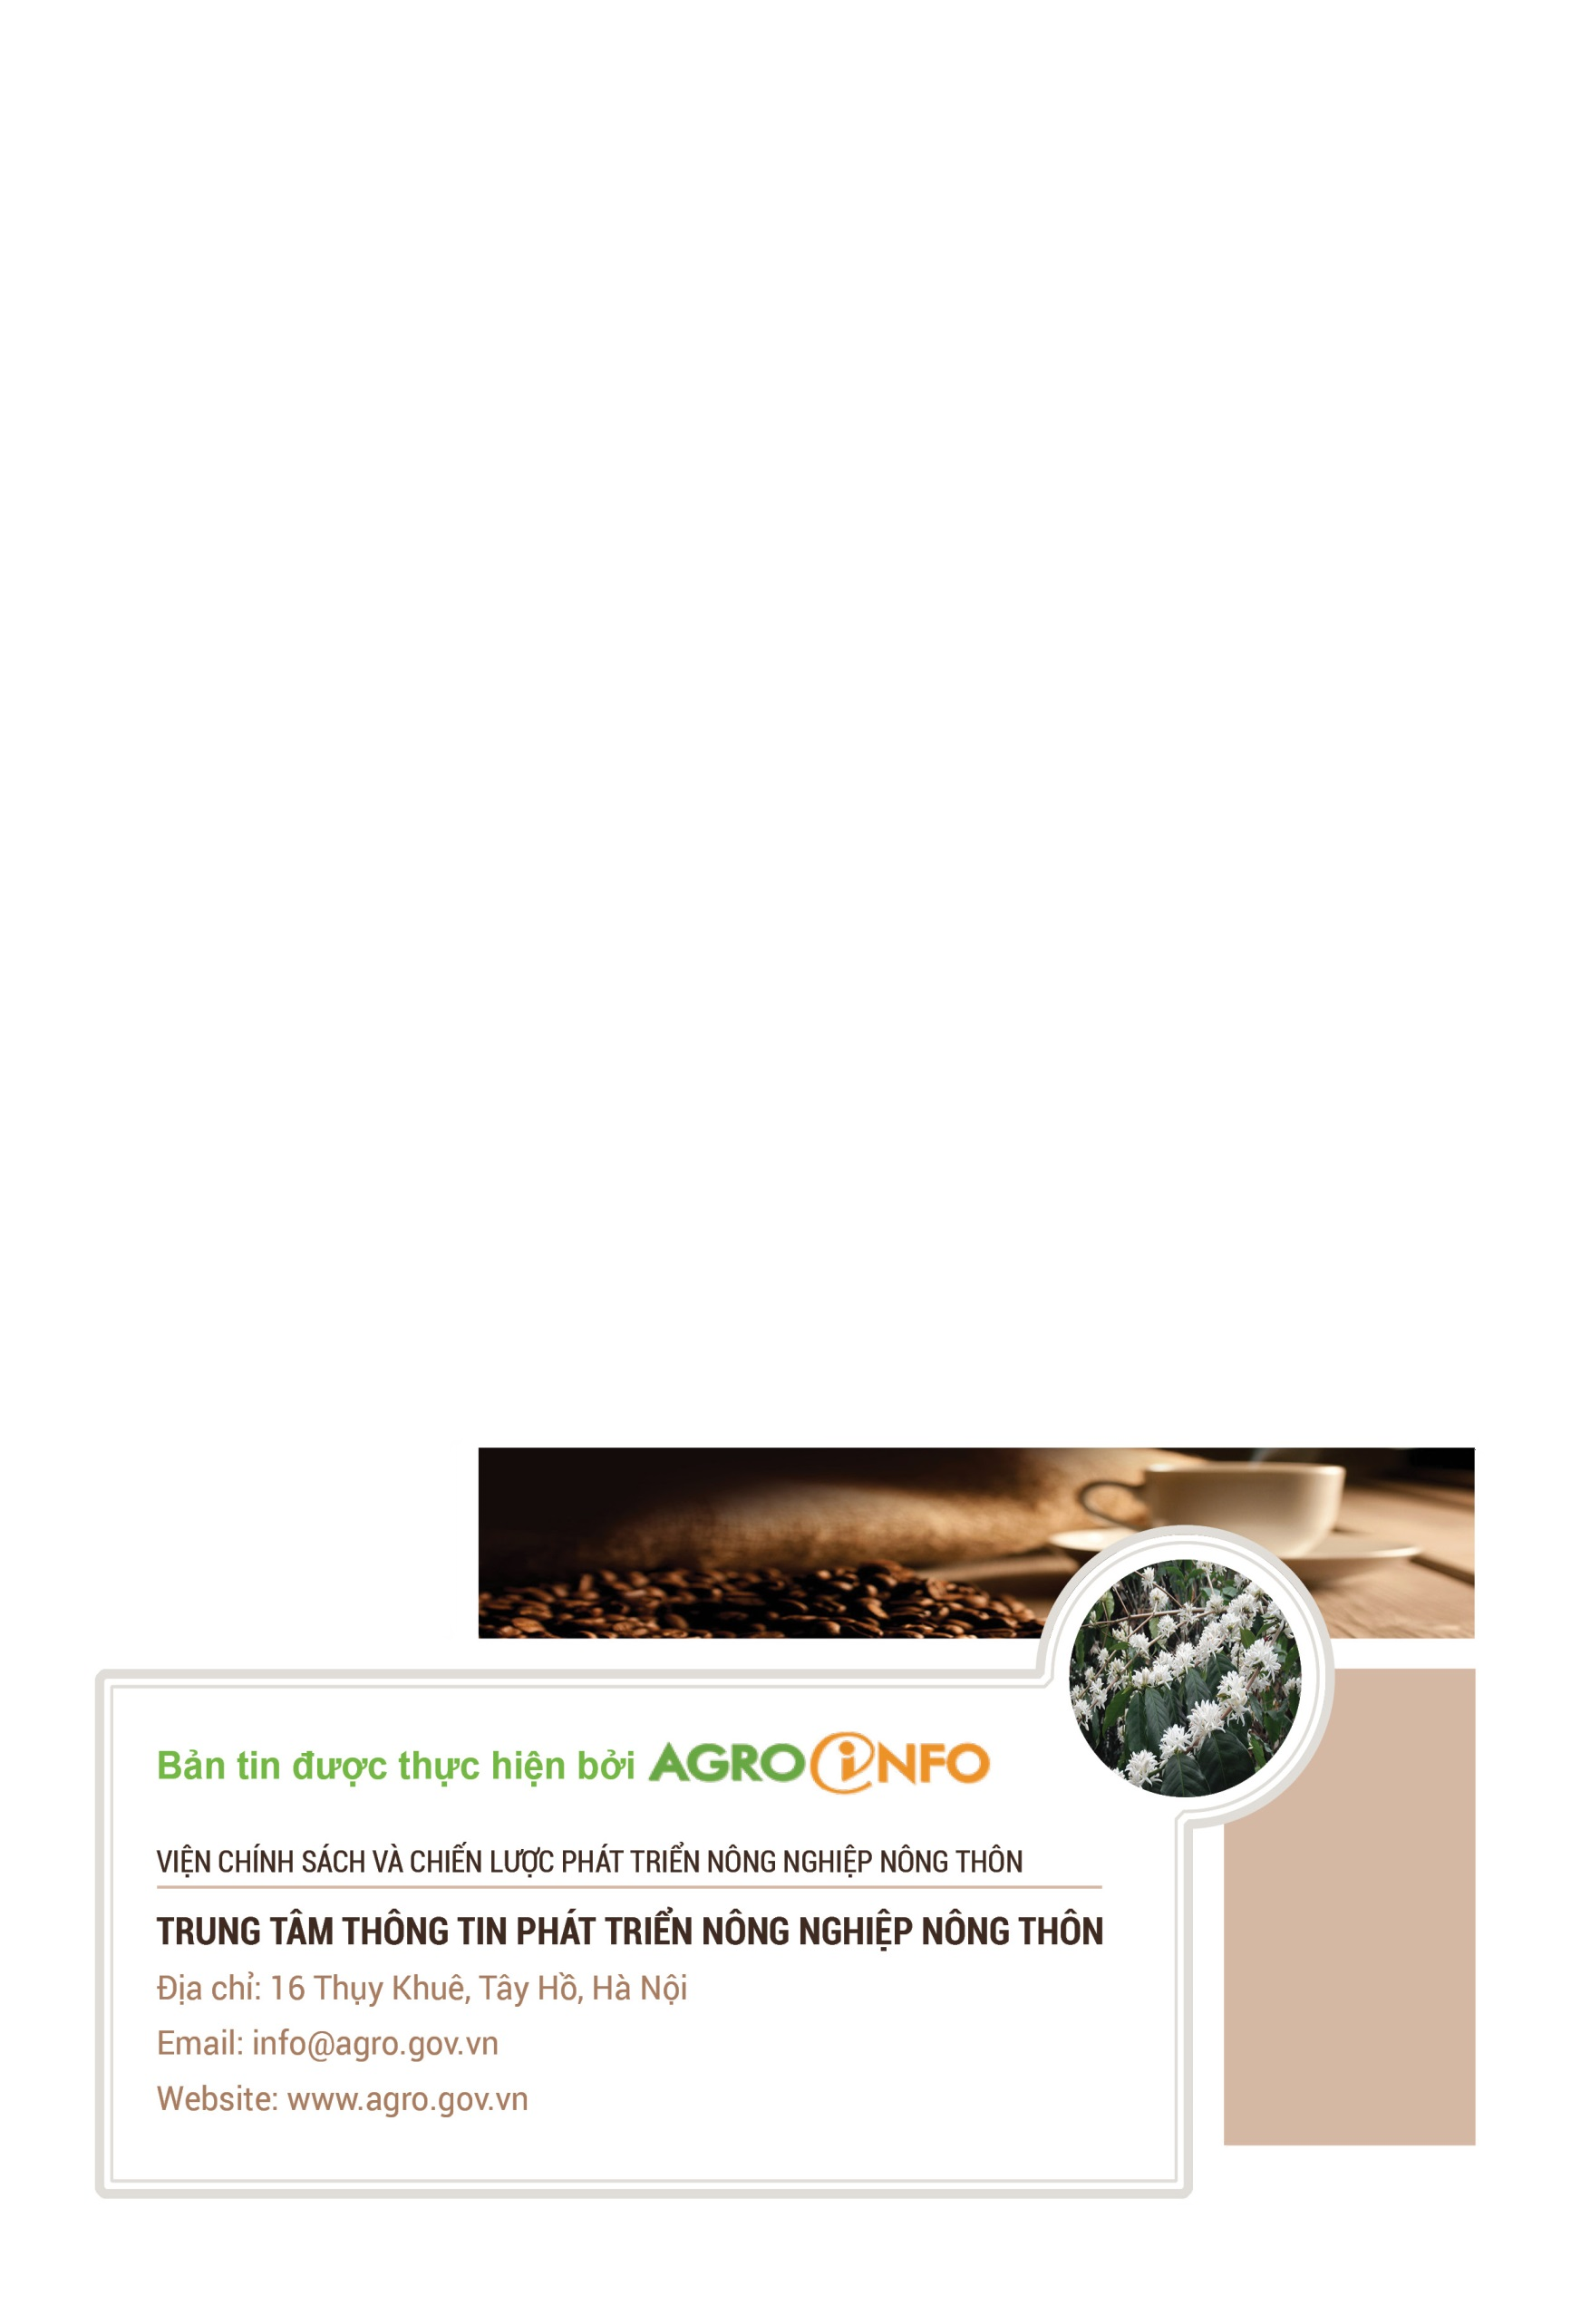 Bản tin được thực hiện bởi AGROINFO
VIỆN CHÍNH SÁCH VÀ CHIẾN LƯỢC PHÁT TRIỂN NÔNG NGHIỆP NÔNG THÔN
TRUNG TÂM THÔNG TIN PHÁT TRIỂN NÔNG NGHIỆP NÔNG THÔN
Địa chỉ: 16 Thụy Khuê, Tây Hồ, Hà Nội
Email: info@agro.gov.vn
Website: www.agro.gov.vn